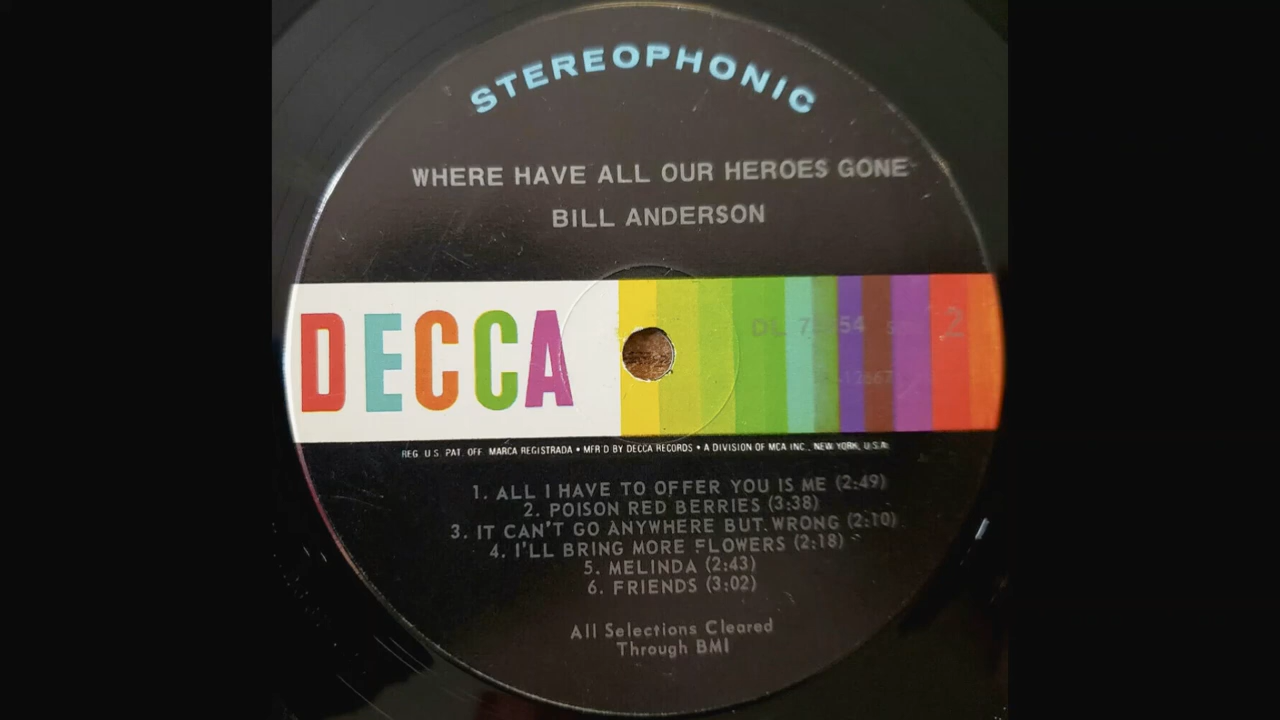 STEREOPHONIC
WHERE HAVE ALL OUR HEROES GONE
BILL ANDERSON
DECCA
DL 2
REG. U.S. PAT. OFF. MARCA REGISTRADA • MFR'D BY DECCA RECORDS • A DIVISION OF MCA INC., NEW YORK, U.S.A.
1. ALL I HAVE TO OFFER YOU IS ME (2:49)
2. POISON RED BERRIES (3:38)
3. IT CAN'T GO ANYWHERE BUT WRONG (2:10)
4. I'LL BRING MORE FLOWERS (2:18)
5. MELINDA (2:43)
6. FRIENDS (3:02)
All Selections Cleared
Through BMI